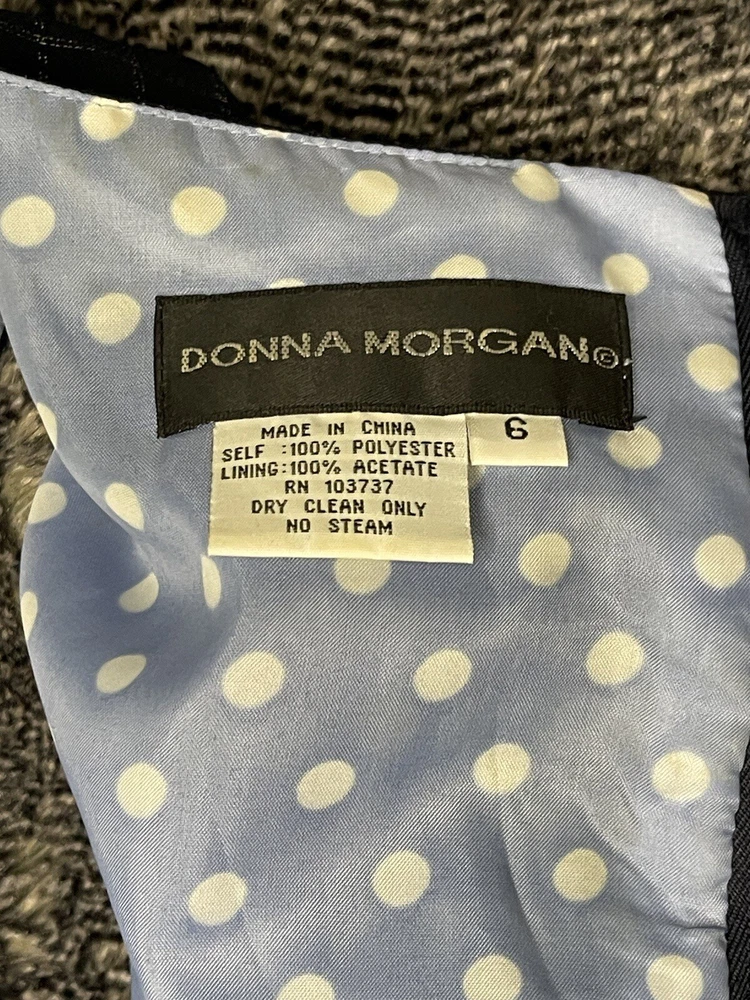 DONNA MORGAN©
6
MADE IN CHINA
SELF :100% POLYESTER
LINING:100% ACETATE
RN 103737
DRY CLEAN ONLY
NO STEAM